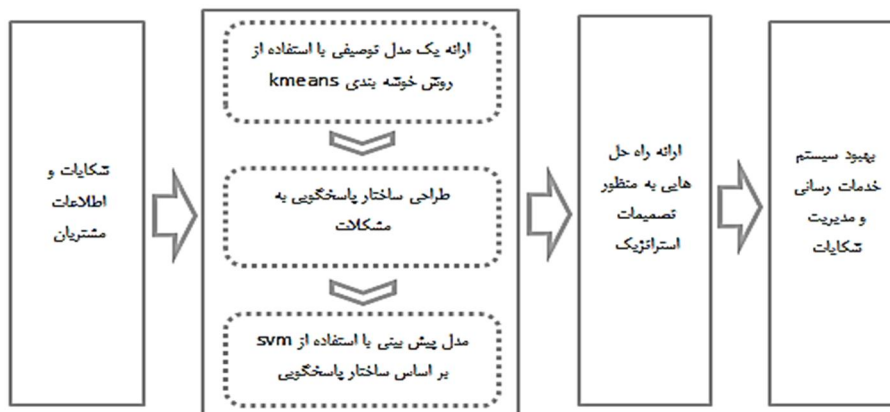 شکایات و
اطلاعات
مشتریان
ارائه یک مدل توصیفی با استفاده از
روش خوشه بندی kmeans
طراحی ساختار پاسخگویی به
مشکلات
مدل پیش بینی با استفاده از svm
بر اساس ساختار پاسخگویی
ارائه راه حل
هایی به منظور
تصمیمات
استراتژیک
بهبود سیستم
خدمات رسانی
و مدیریت
شکایات